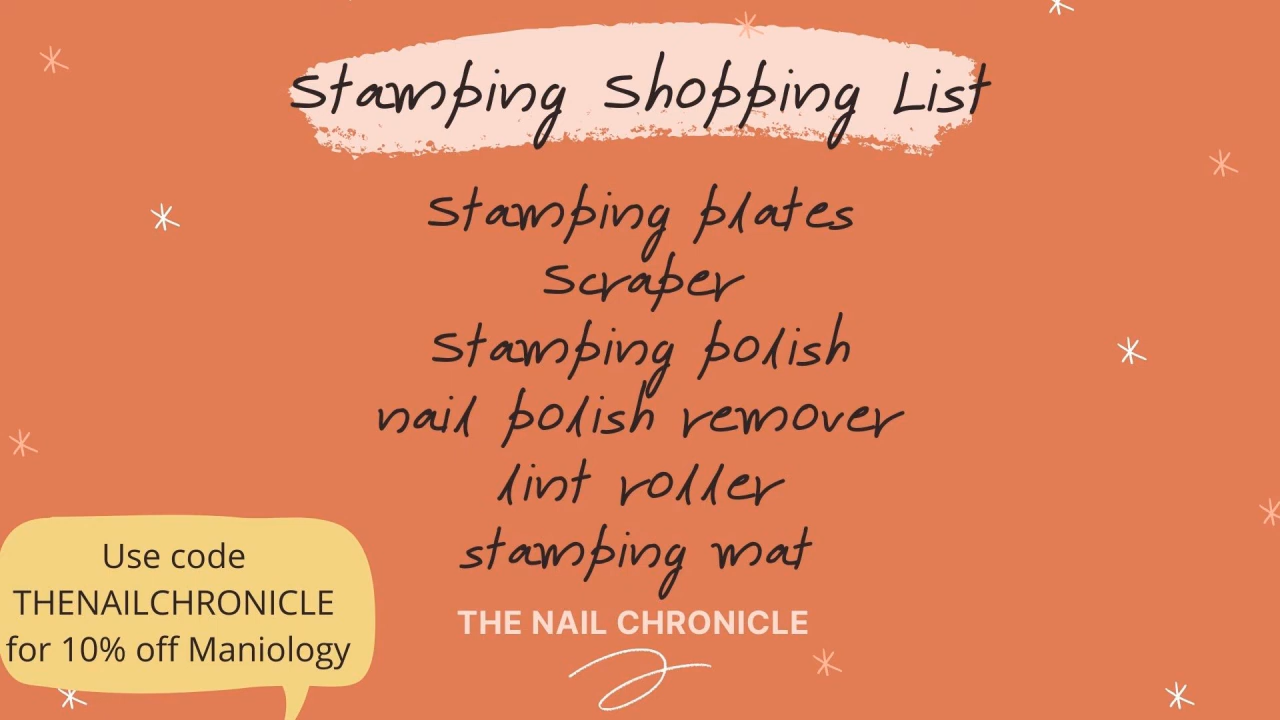 Stamping Shopping List
Stamping plates
Scraper
Stamping polish
nail polish remover
lint roller
stamping mat
THE NAIL CHRONICLE
Use code
THENAILCHRONICLE
for 10% off Maniology